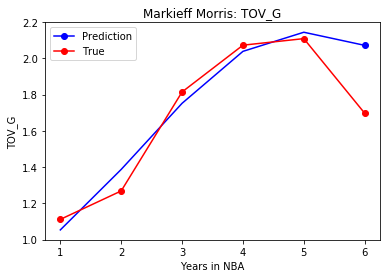 Markieff Morris: TOV_G
Prediction
True
2.2
2.0
1.8
1.6
1.4
1.2
1.0
TOV_G
1 2 3 4 5 6
Years in NBA